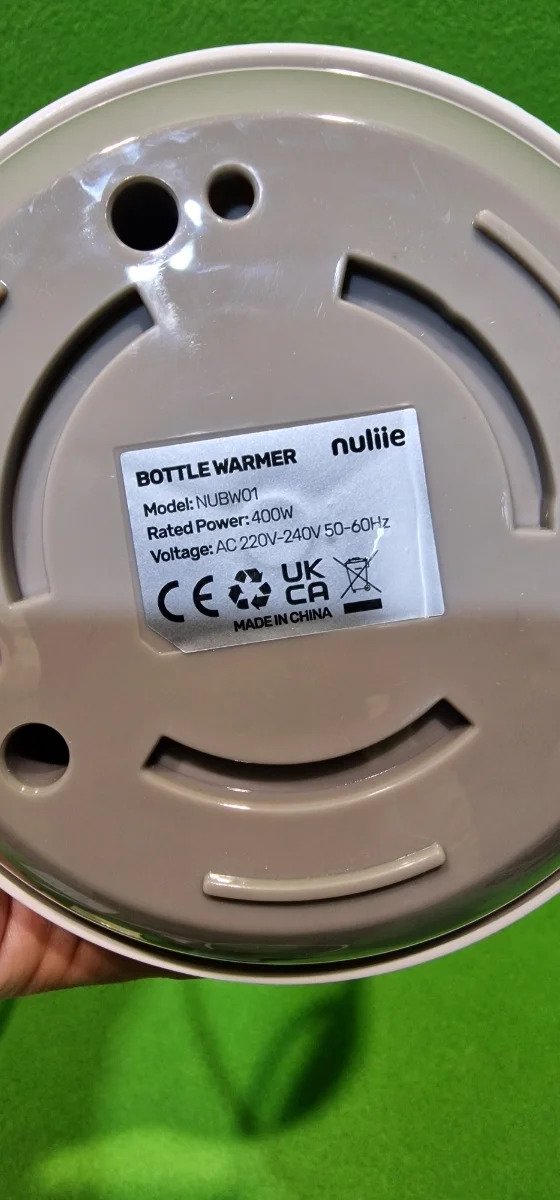 nuliie
BOTTLE WARMER
Model: NUBW01
Rated Power: 400W
Voltage: AC 220V-240V 50-60Hz
CE UK CA
MADE IN CHINA